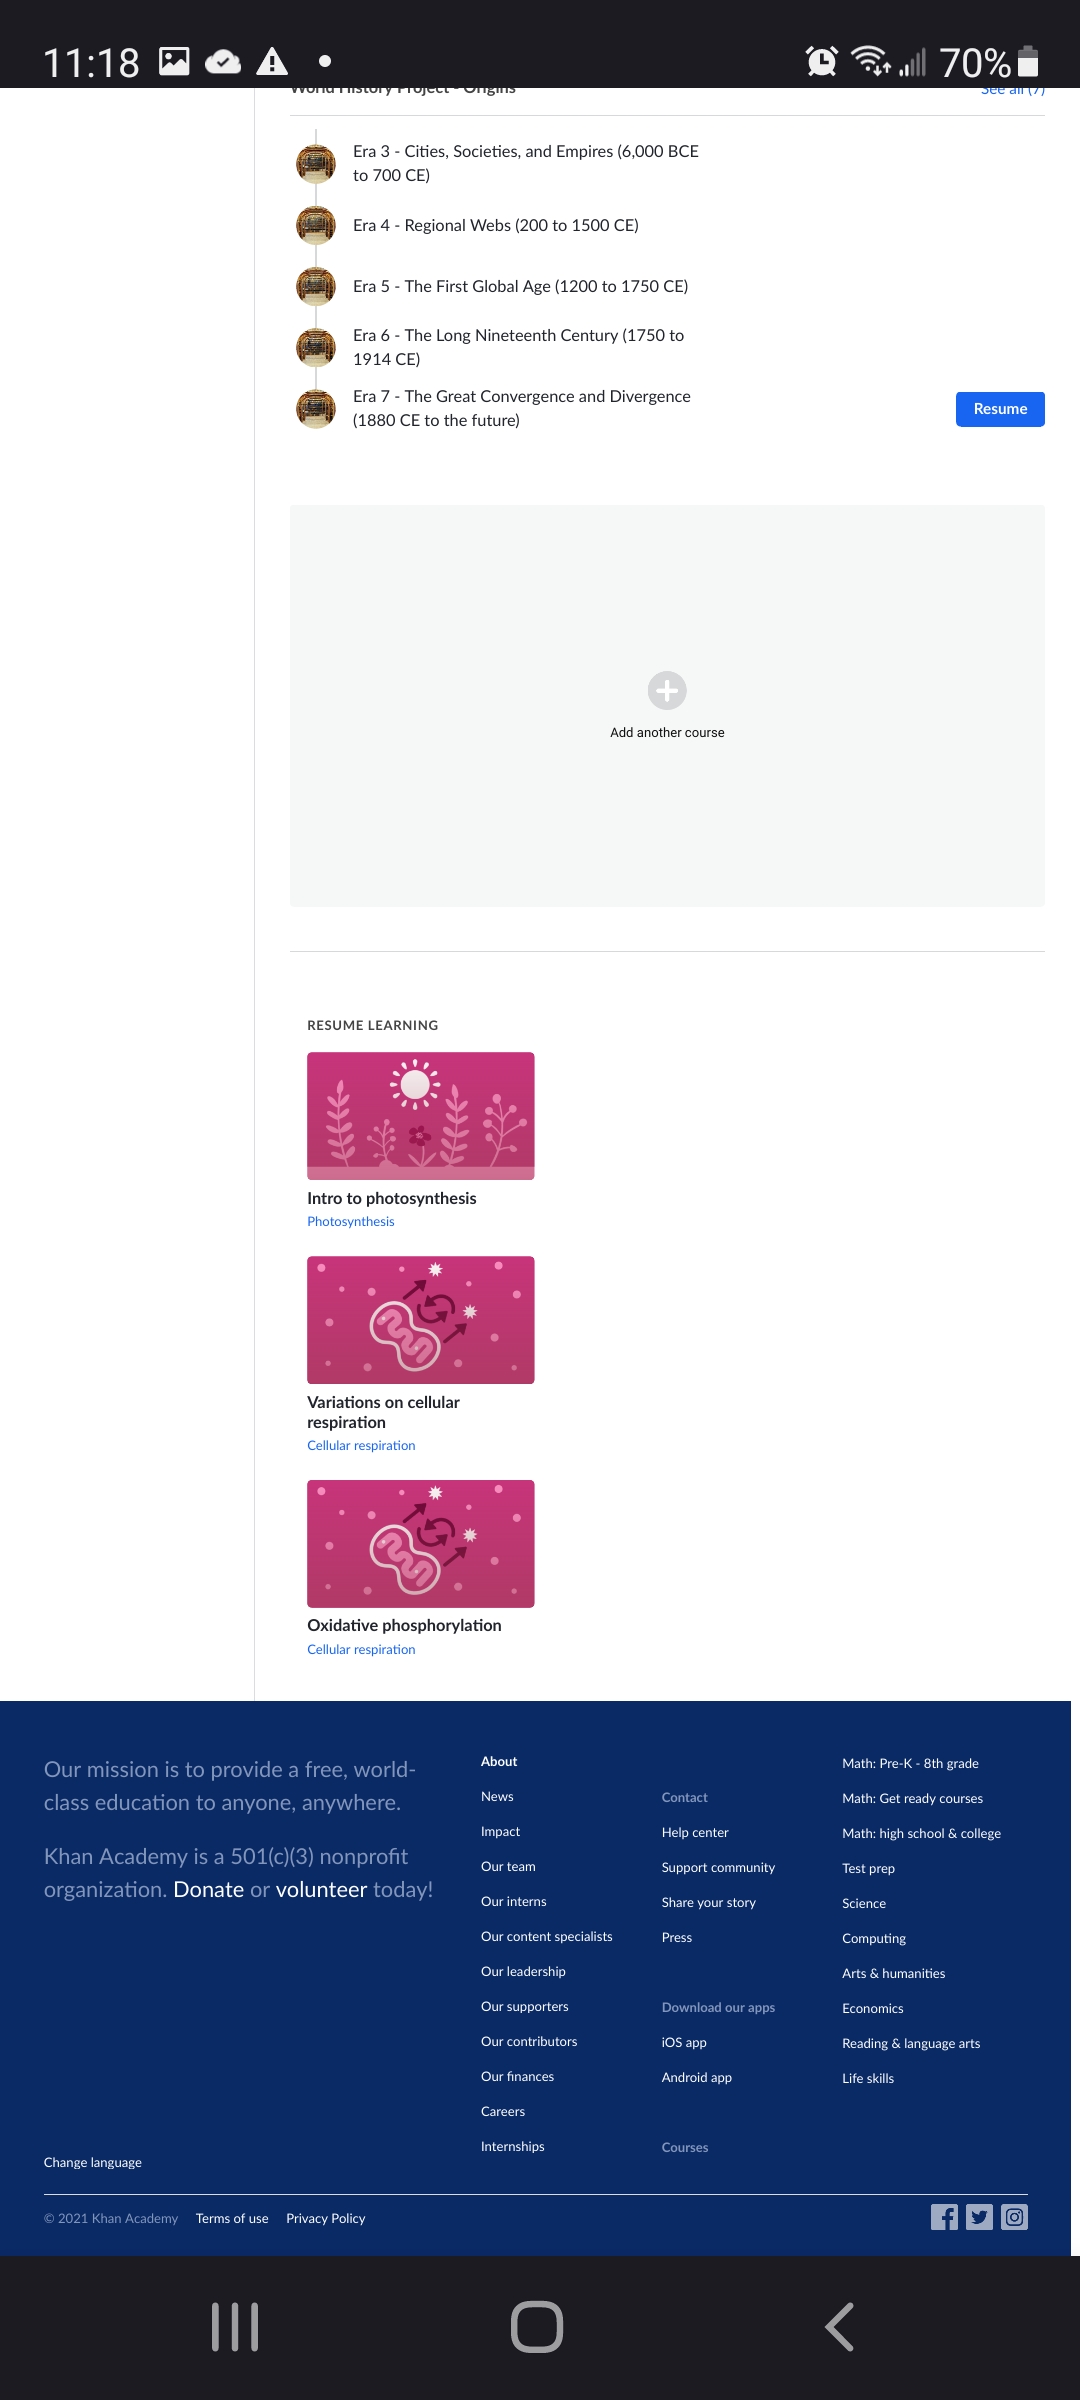 11:18
70%
World History Project - Origins
See all (7)
Era 3 - Cities, Societies, and Empires (6,000 BCE
to 700 CE)
Era 4 - Regional Webs (200 to 1500 CE)
Era 5 - The First Global Age (1200 to 1750 CE)
Era 6 - The Long Nineteenth Century (1750 to
1914 CE)
Era 7 - The Great Convergence and Divergence
(1880 CE to the future)
Resume
Add another course
RESUME LEARNING
Intro to photosynthesis
Photosynthesis
Variations on cellular
respiration
Cellular respiration
Oxidative phosphorylation
Cellular respiration
Our mission is to provide a free, world-
class education to anyone, anywhere.
Khan Academy is a 501(c)(3) nonprofit
organization. Donate or volunteer today!
About
News
Impact
Our team
Our interns
Our content specialists
Our leadership
Our supporters
Our contributors
Our finances
Careers
Internships
Contact
Help center
Support community
Share your story
Press
Download our apps
iOS app
Android app
Courses
Math: Pre-K - 8th grade
Math: Get ready courses
Math: high school & college
Test prep
Science
Computing
Arts & humanities
Economics
Reading & language arts
Life skills
Change language
© 2021 Khan Academy
Terms of use
Privacy Policy